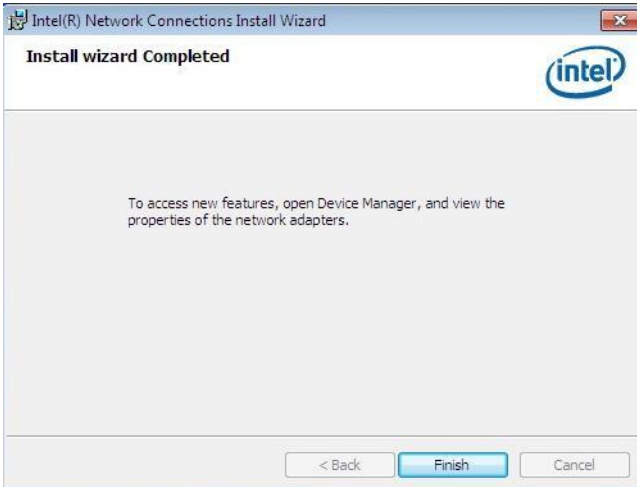 Intel(R) Network Connections Install Wizard
Install wizard Completed
intel
To access new features, open Device Manager, and view the
properties of the network adapters.
< Back
Finish
Cancel